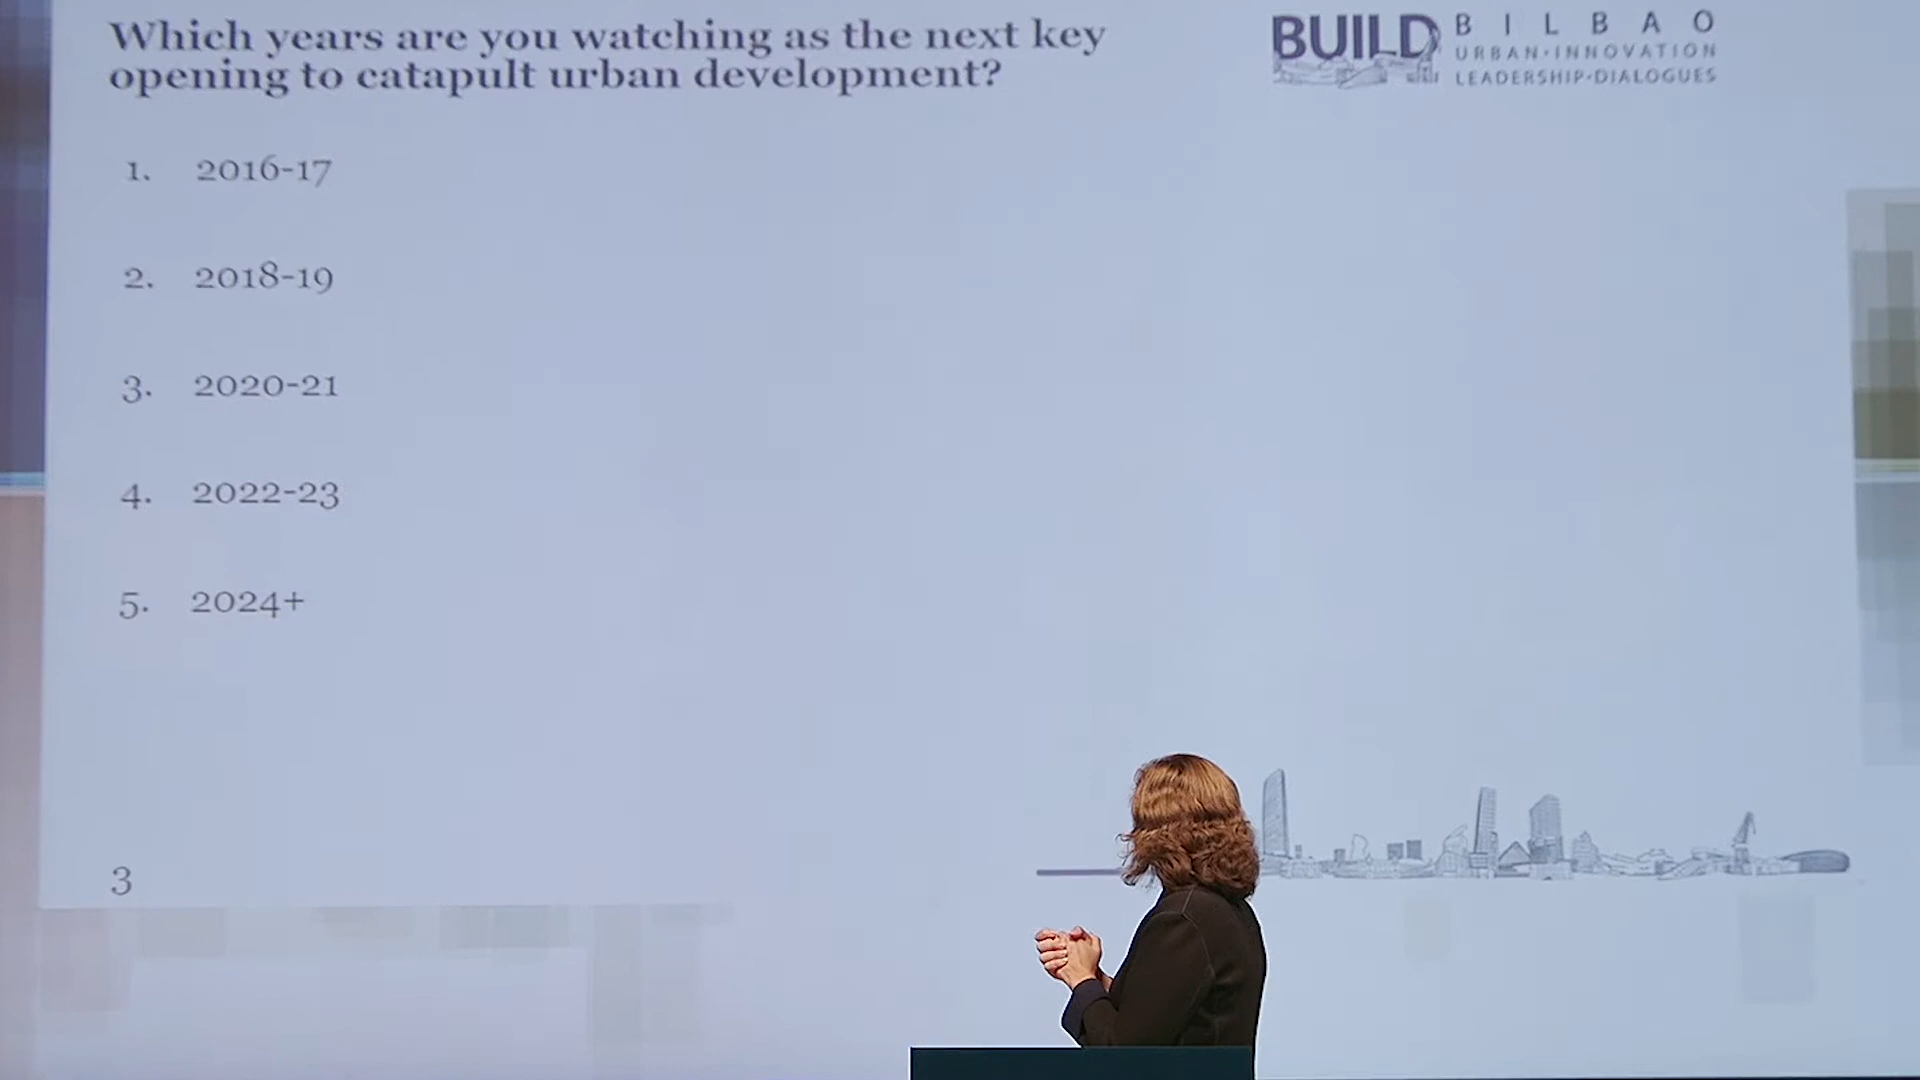 Which years are you watching as the next key
opening to catapult urban development?
BUILD
BILBAO
URBAN·INNOVATION
LEADERSHIP·DIALOGUES
1. 2016-17
2. 2018-19
3. 2020-21
4. 2022-23
5. 2024+
3